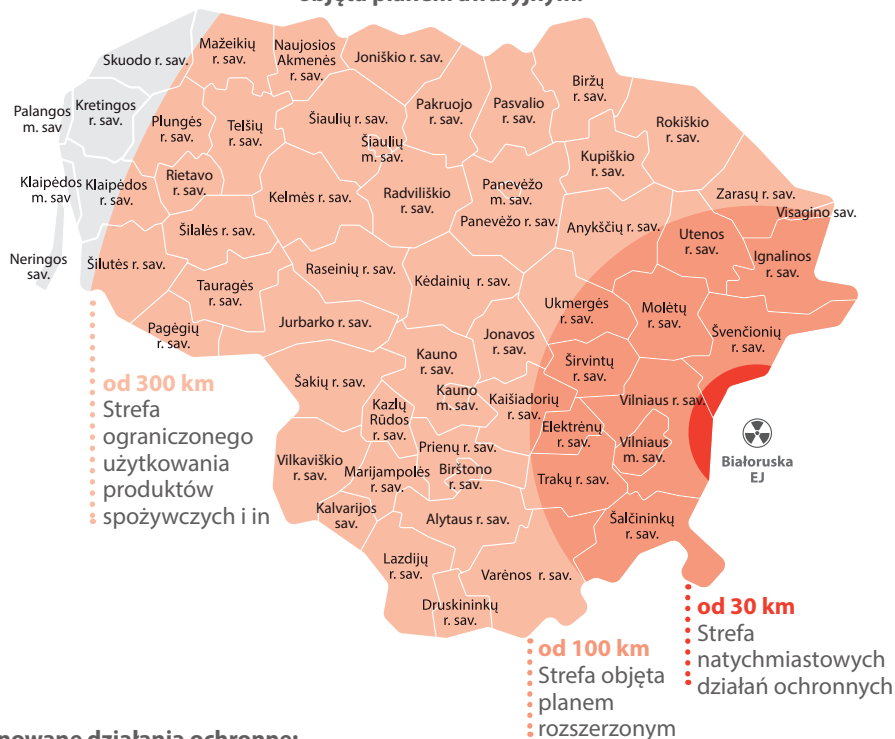 objęta planem awaryjnym.
Skuodo r. sav.
Mažeikių
r. sav.
Naujosios
Akmenės
r. sav.
Joniškio r. sav.
Biržų
r. sav.
Palangos
m. sav
Kretingos
r. sav.
Plungės
r. sav.
Telšių
r. sav.
Šiaulių r. sav.
Šiaulių
m. sav.
Pakruojo
r. sav.
Pasvalio
r. sav.
Rokiškio
r. sav.
Kupiškio
r. sav.
Klaipėdos
m. sav
Klaipėdos
r. sav.
Rietavo
r. sav.
Kelmės r. sav.
Radviliškio
r. sav.
Panevėžo
m. sav.
Panevėžo r. sav.
Anykščių r. sav.
Zarasų r. sav.
Visagino sav.
Utenos
r. sav.
Ignalinos
r. sav.
Neringos
sav.
Šilutės r. sav.
Šilalės r. sav.
Tauragės
r. sav.
Raseinių r. sav.
Kėdainių r. sav.
Ukmergės
r. sav.
Molėtų
r. sav.
Švenčionių
r. sav.
Pagėgių
r. sav.
Jurbarko r. sav.
Jonavos
r. sav.
Širvintų
r. sav.
Šakių r. sav.
Kauno
r. sav.
Kauno
m. sav.
Kaišiadorių
r. sav.
Vilniaus r. sav.
Kazlų
Rūdos
r. sav.
Elektrėnų
r. sav.
Vilniaus
m. sav.
Vilkaviškio
r. sav.
Marijampolės
r. sav.
Prienų r. sav.
Birštono
r. sav.
Trakų r. sav.
Kalvarijos
sav.
Alytaus r. sav.
Šalčininkų
r. sav.
Lazdijų
r. sav.
Varėnos r. sav.
Druskininkų
r. sav.
Białoruska
EJ
od 300 km
Strefa
ograniczonego
użytkowania
produktów
spożywczych i in
od 100 km
Strefa objęta
planem
rozszerzonym
od 30 km
Strefa
natychmiastowych
działań ochronnych
nowane działania ochronne: